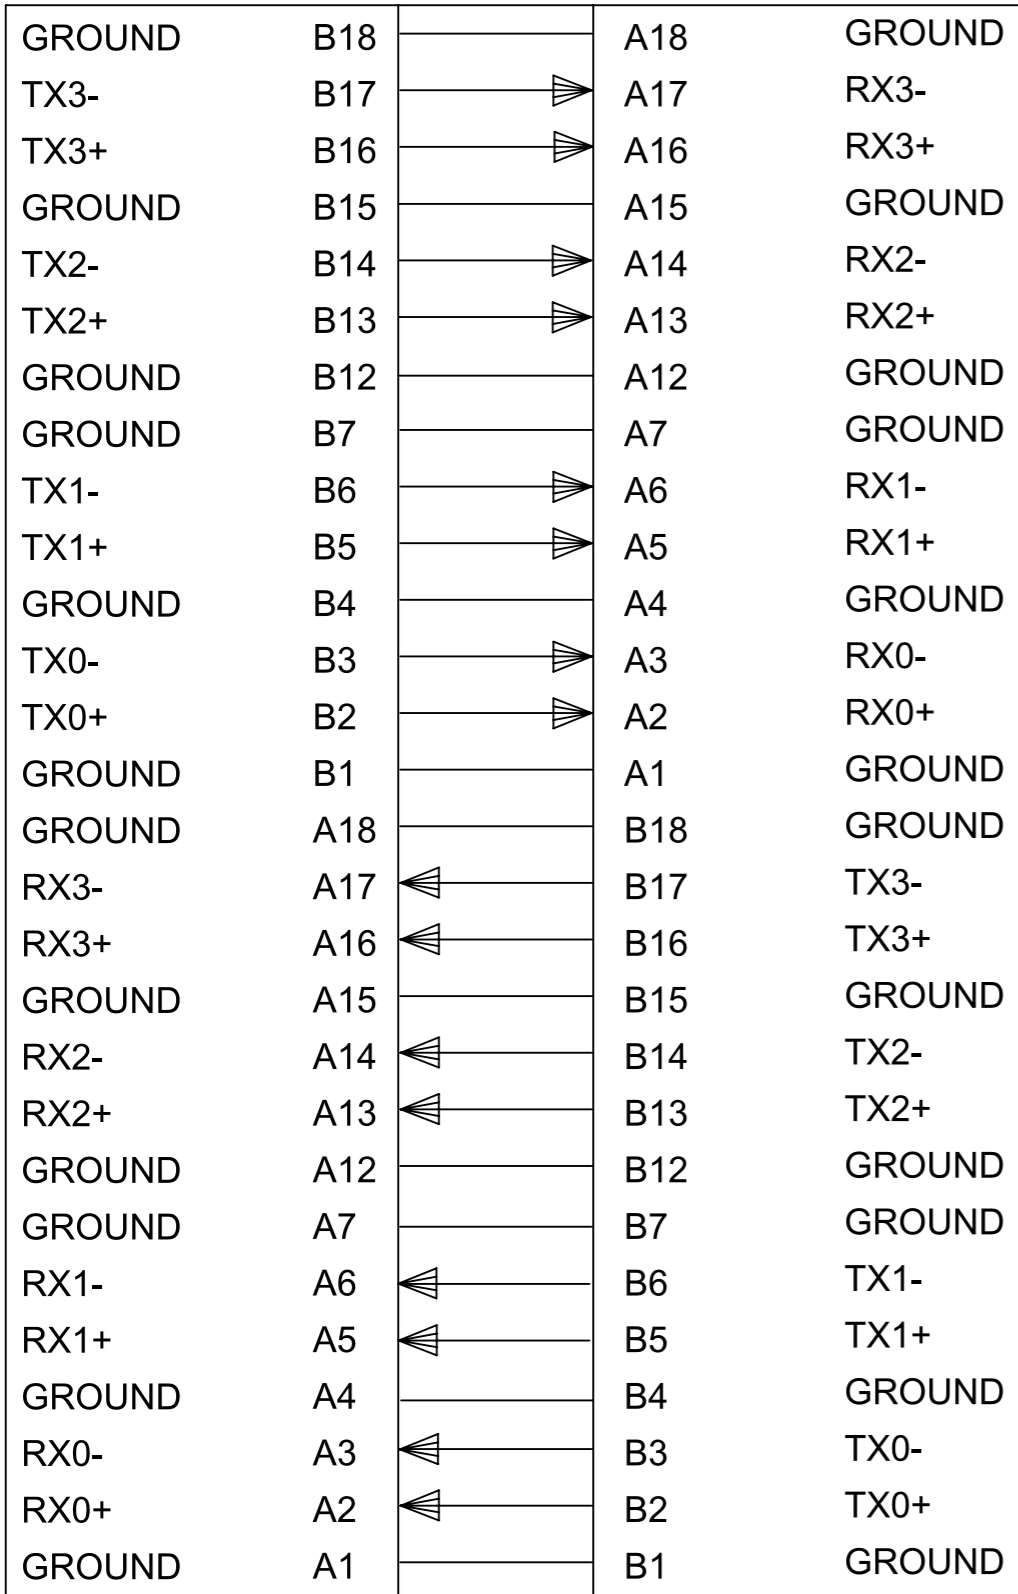 GROUND B18 A18 GROUND
TX3- B17 A17 RX3-
TX3+ B16 A16 RX3+
GROUND B15 A15 GROUND
TX2- B14 A14 RX2-
TX2+ B13 A13 RX2+
GROUND B12 A12 GROUND
GROUND B7 A7 GROUND
TX1- B6 A6 RX1-
TX1+ B5 A5 RX1+
GROUND B4 A4 GROUND
TX0- B3 A3 RX0-
TX0+ B2 A2 RX0+
GROUND B1 A1 GROUND
GROUND A18 B18 GROUND
RX3- A17 B17 TX3-
RX3+ A16 B16 TX3+
GROUND A15 B15 GROUND
RX2- A14 B14 TX2-
RX2+ A13 B13 TX2+
GROUND A12 B12 GROUND
GROUND A7 B7 GROUND
RX1- A6 B6 TX1-
RX1+ A5 B5 TX1+
GROUND A4 B4 GROUND
RX0- A3 B3 TX0-
RX0+ A2 B2 TX0+
GROUND A1 B1 GROUND